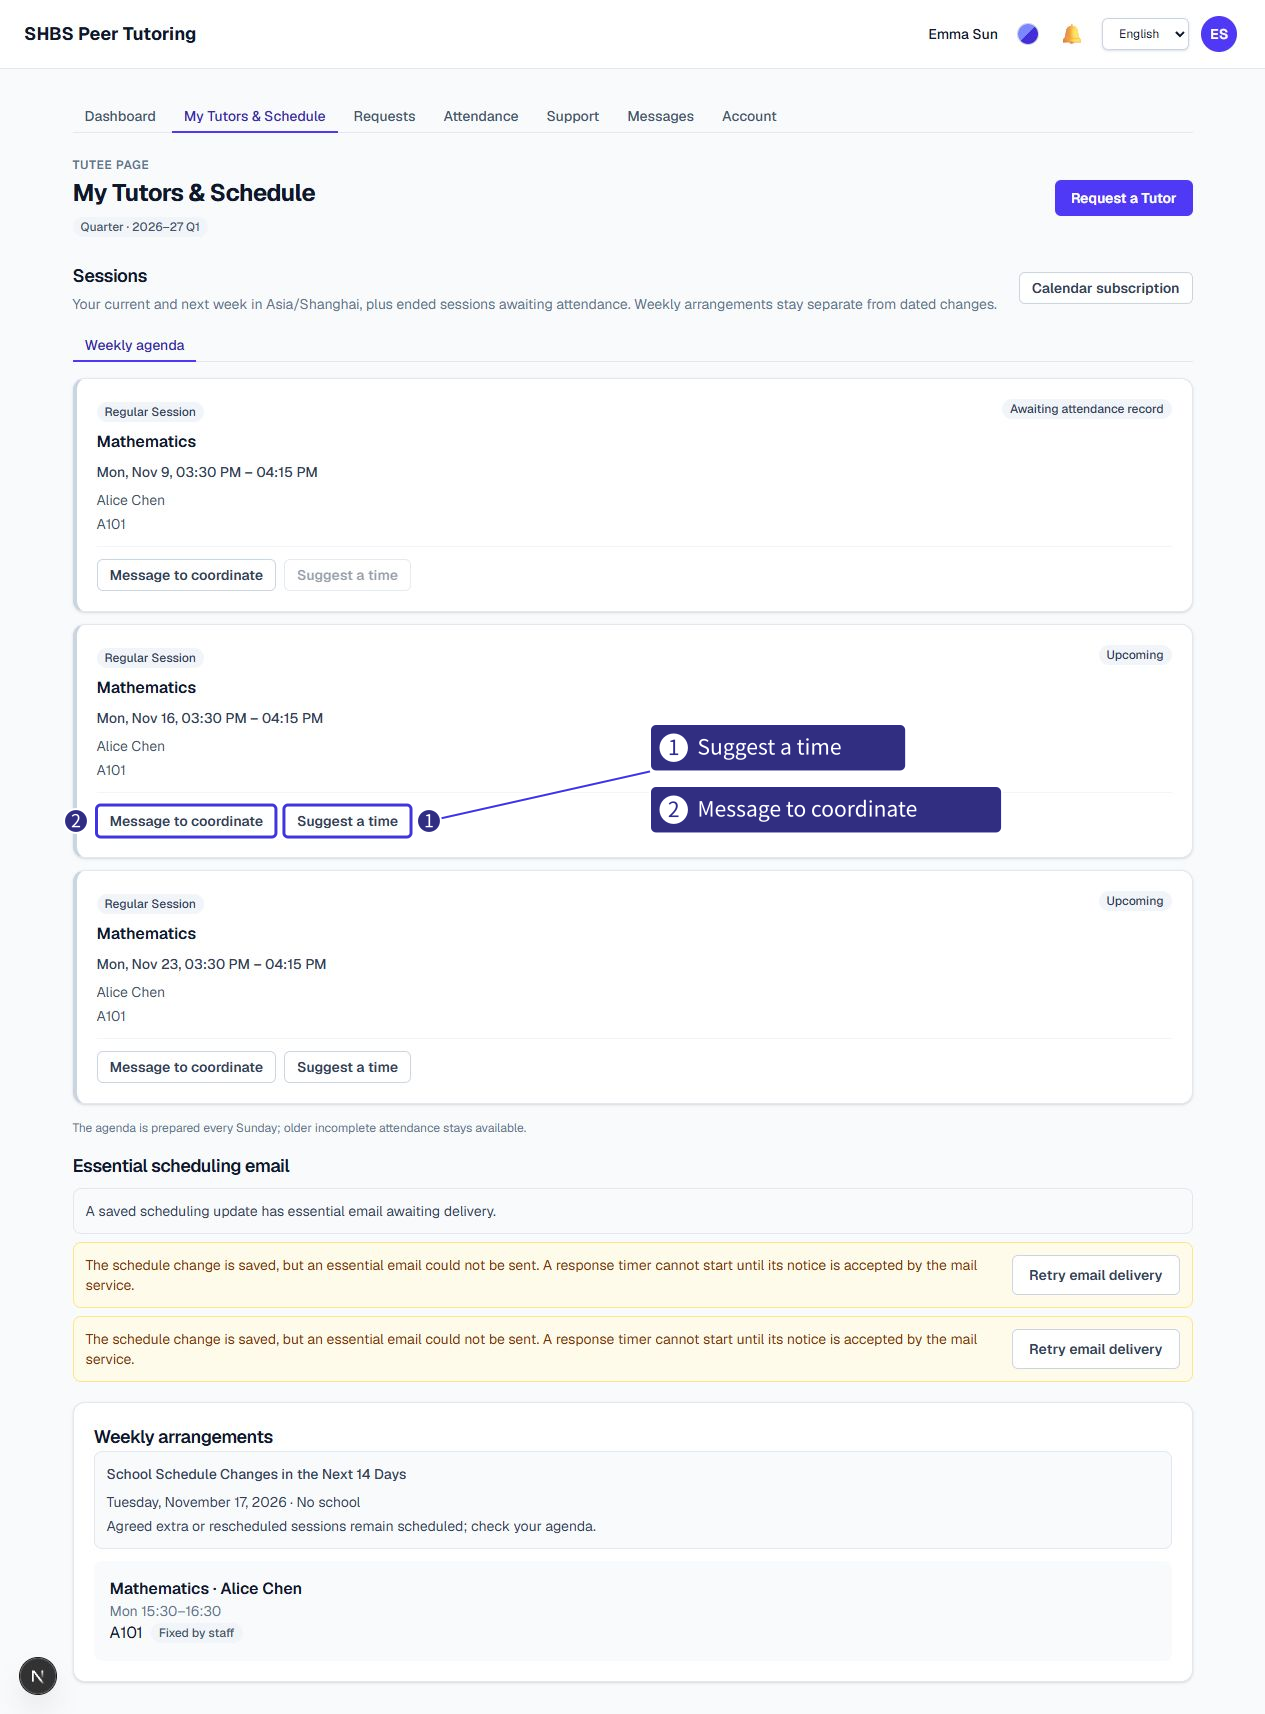 SHBS Peer Tutoring
Emma Sun
English
ES
Dashboard
My Tutors & Schedule
Requests
Attendance
Support
Messages
Account
TUTEE PAGE
My Tutors & Schedule
Request a Tutor
Quarter · 2026–27 Q1
Sessions
Your current and next week in Asia/Shanghai, plus ended sessions awaiting attendance. Weekly arrangements stay separate from dated changes.
Calendar subscription
Weekly agenda
Regular Session
Awaiting attendance record
Mathematics
Mon, Nov 9, 03:30 PM – 04:15 PM
Alice Chen
A101
Message to coordinate
Suggest a time
Regular Session
Upcoming
Mathematics
Mon, Nov 16, 03:30 PM – 04:15 PM
Alice Chen
A101
1 Suggest a time
2 Message to coordinate
2
Message to coordinate
Suggest a time
1
Regular Session
Upcoming
Mathematics
Mon, Nov 23, 03:30 PM – 04:15 PM
Alice Chen
A101
Message to coordinate
Suggest a time
The agenda is prepared every Sunday; older incomplete attendance stays available.
Essential scheduling email
A saved scheduling update has essential email awaiting delivery.
The schedule change is saved, but an essential email could not be sent. A response timer cannot start until its notice is accepted by the mail
service.
Retry email delivery
The schedule change is saved, but an essential email could not be sent. A response timer cannot start until its notice is accepted by the mail
service.
Retry email delivery
Weekly arrangements
School Schedule Changes in the Next 14 Days
Tuesday, November 17, 2026 · No school
Agreed extra or rescheduled sessions remain scheduled; check your agenda.
Mathematics · Alice Chen
Mon 15:30–16:30
A101
Fixed by staff
N